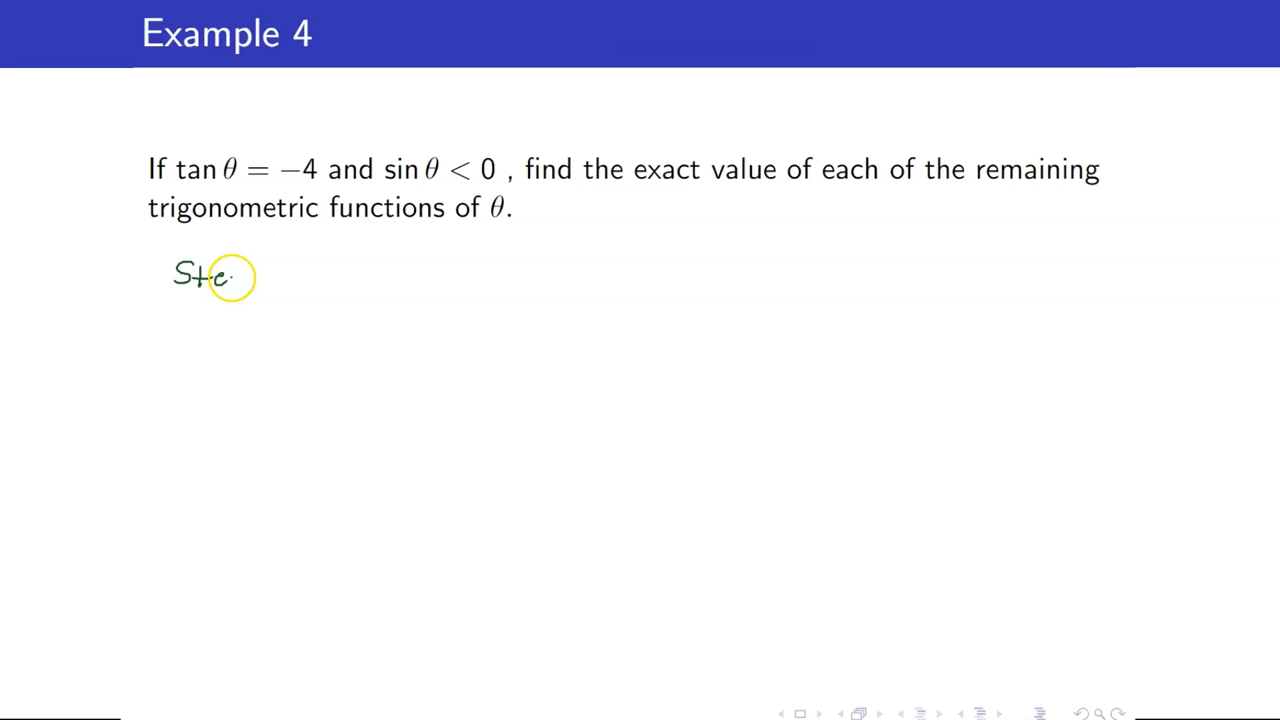 Example 4
If tan θ = −4 and sin θ < 0 , find the exact value of each of the remaining
trigonometric functions of θ.
Ste